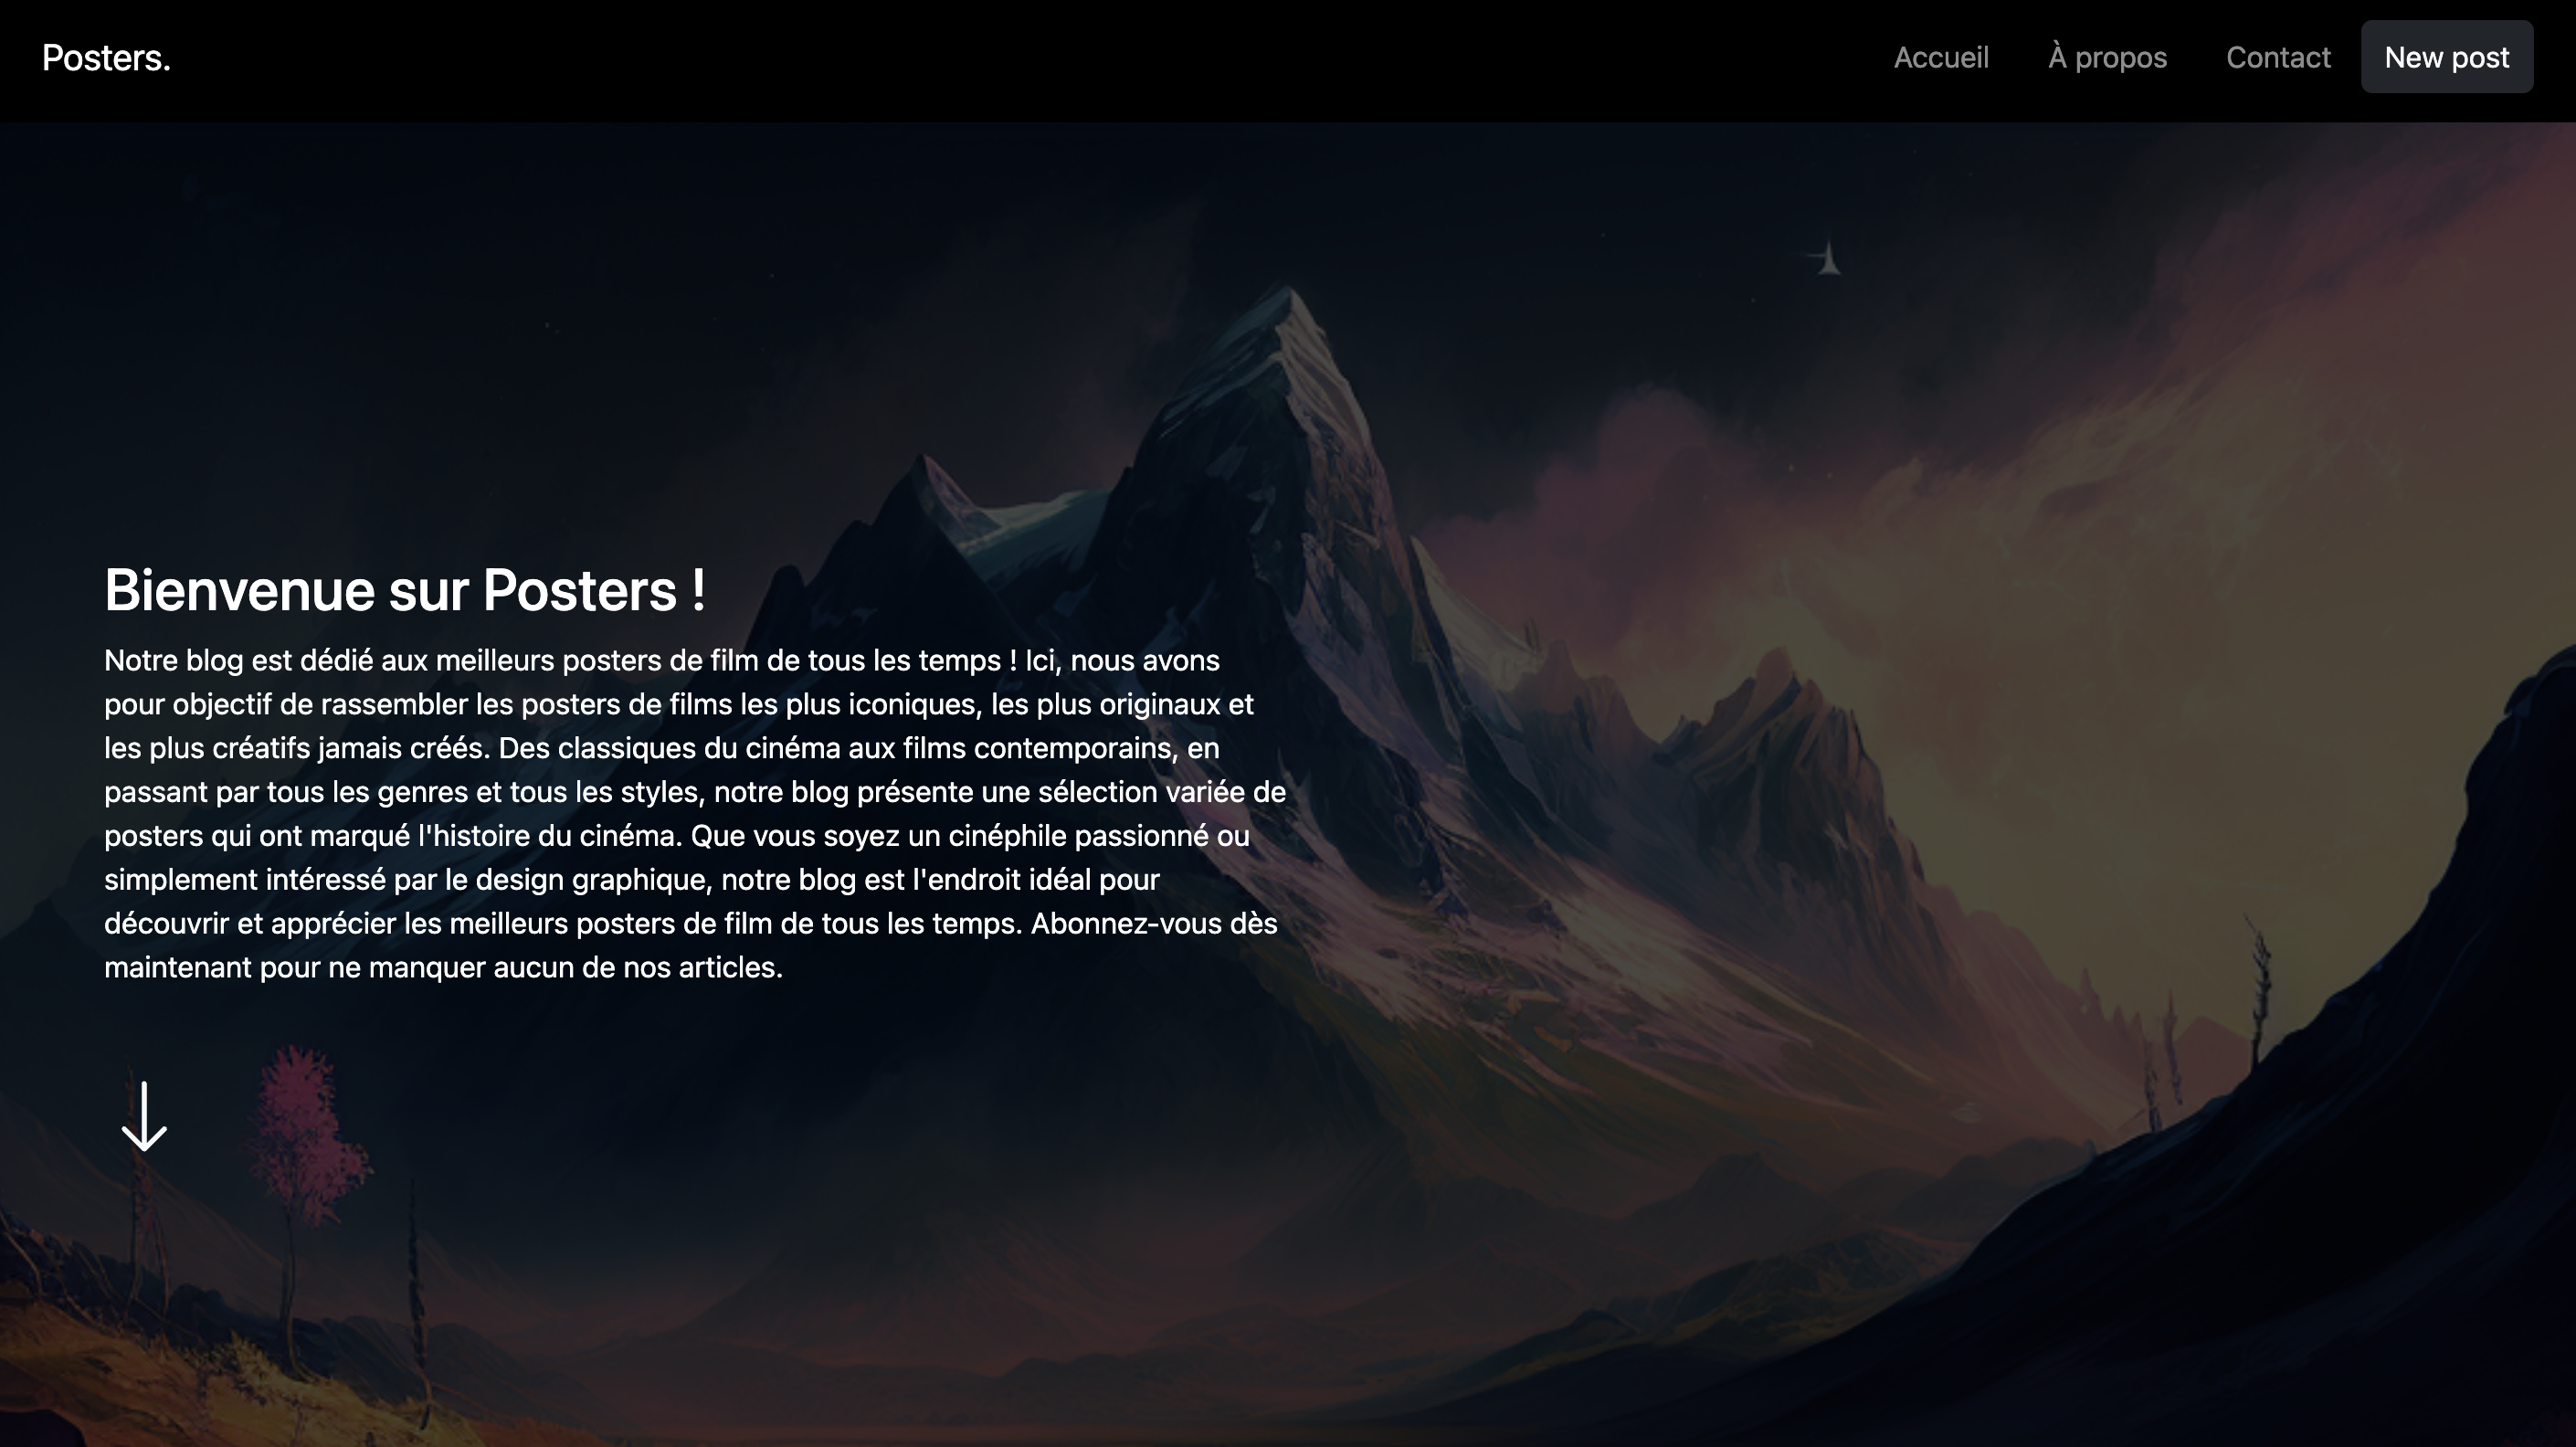 Posters.
Accueil
À propos
Contact
New post
Bienvenue sur Posters !
Notre blog est dédié aux meilleurs posters de film de tous les temps ! Ici, nous avons
pour objectif de rassembler les posters de films les plus iconiques, les plus originaux et
les plus créatifs jamais créés. Des classiques du cinéma aux films contemporains, en
passant par tous les genres et tous les styles, notre blog présente une sélection variée de
posters qui ont marqué l'histoire du cinéma. Que vous soyez un cinéphile passionné ou
simplement intéressé par le design graphique, notre blog est l'endroit idéal pour
découvrir et apprécier les meilleurs posters de film de tous les temps. Abonnez-vous dès
maintenant pour ne manquer aucun de nos articles.